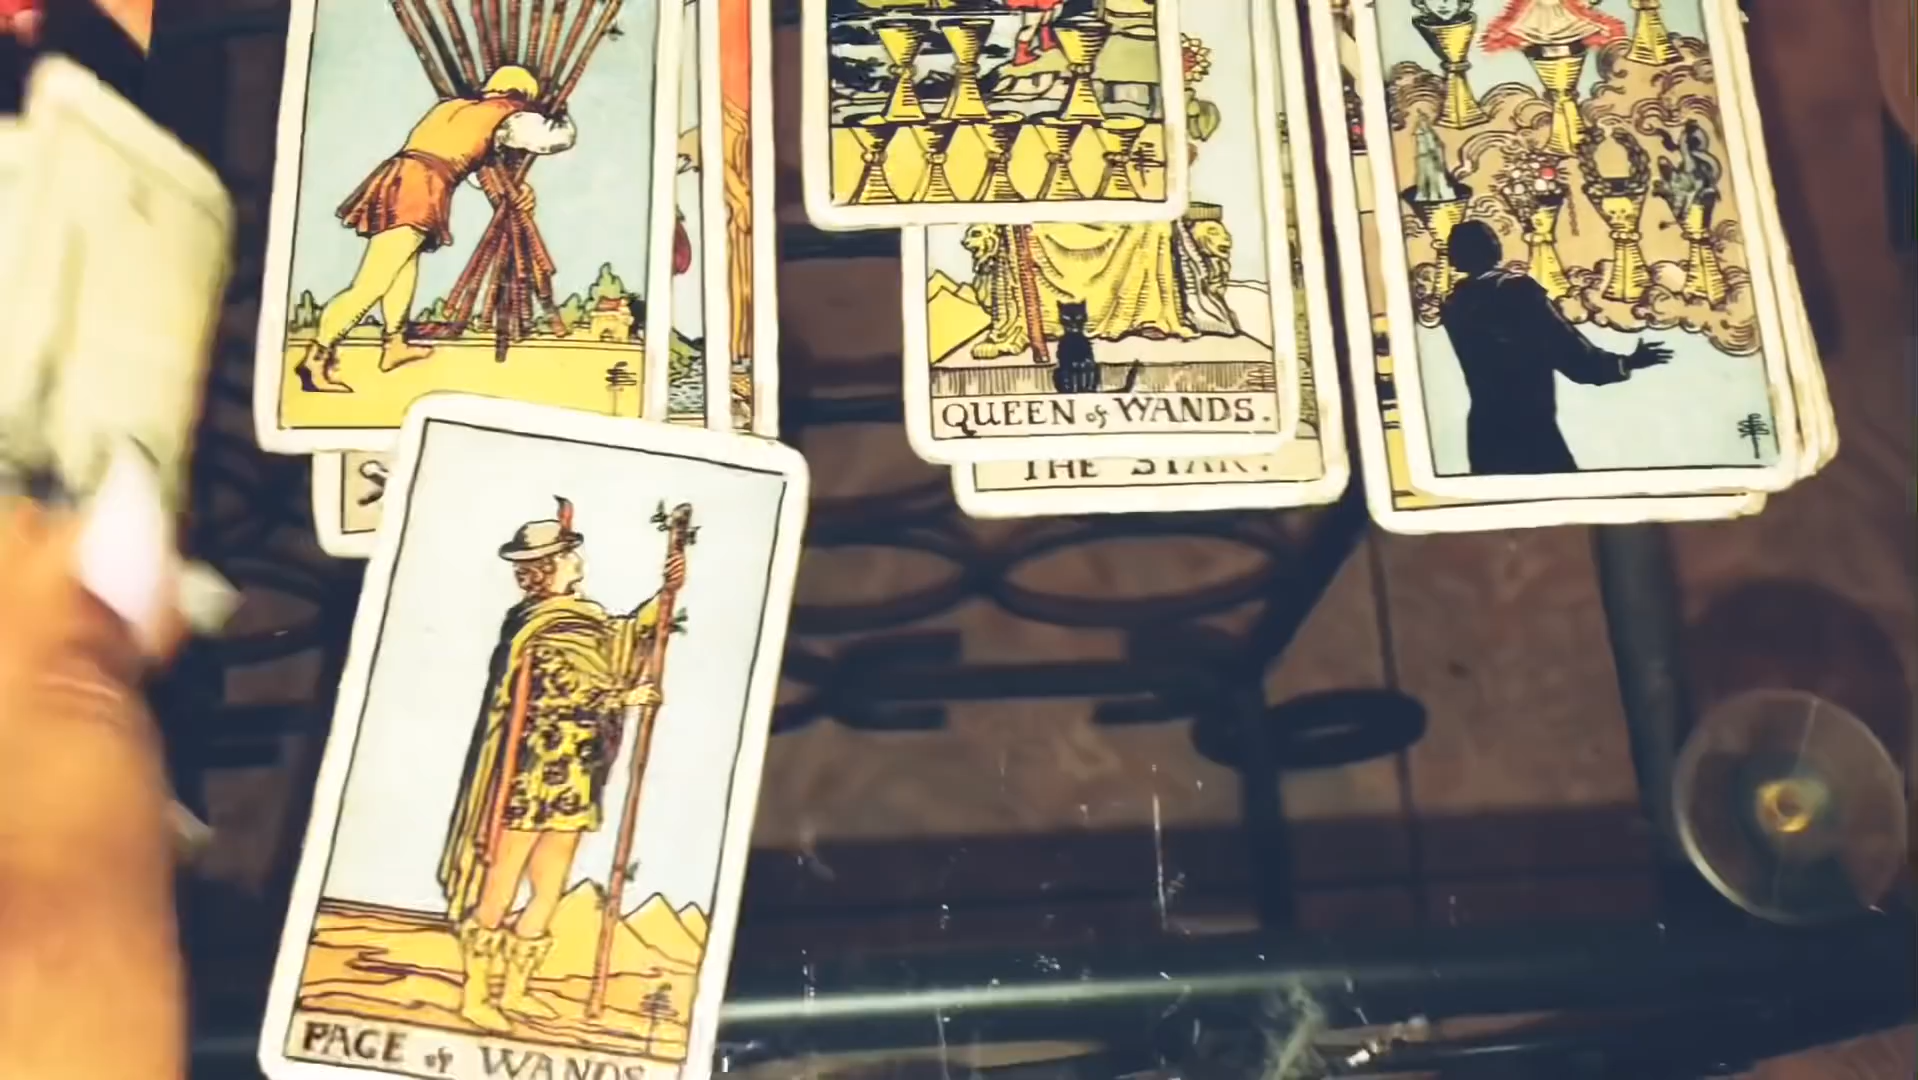 QUEEN of WANDS.
THE STAR.
S
PAGE of WANDS